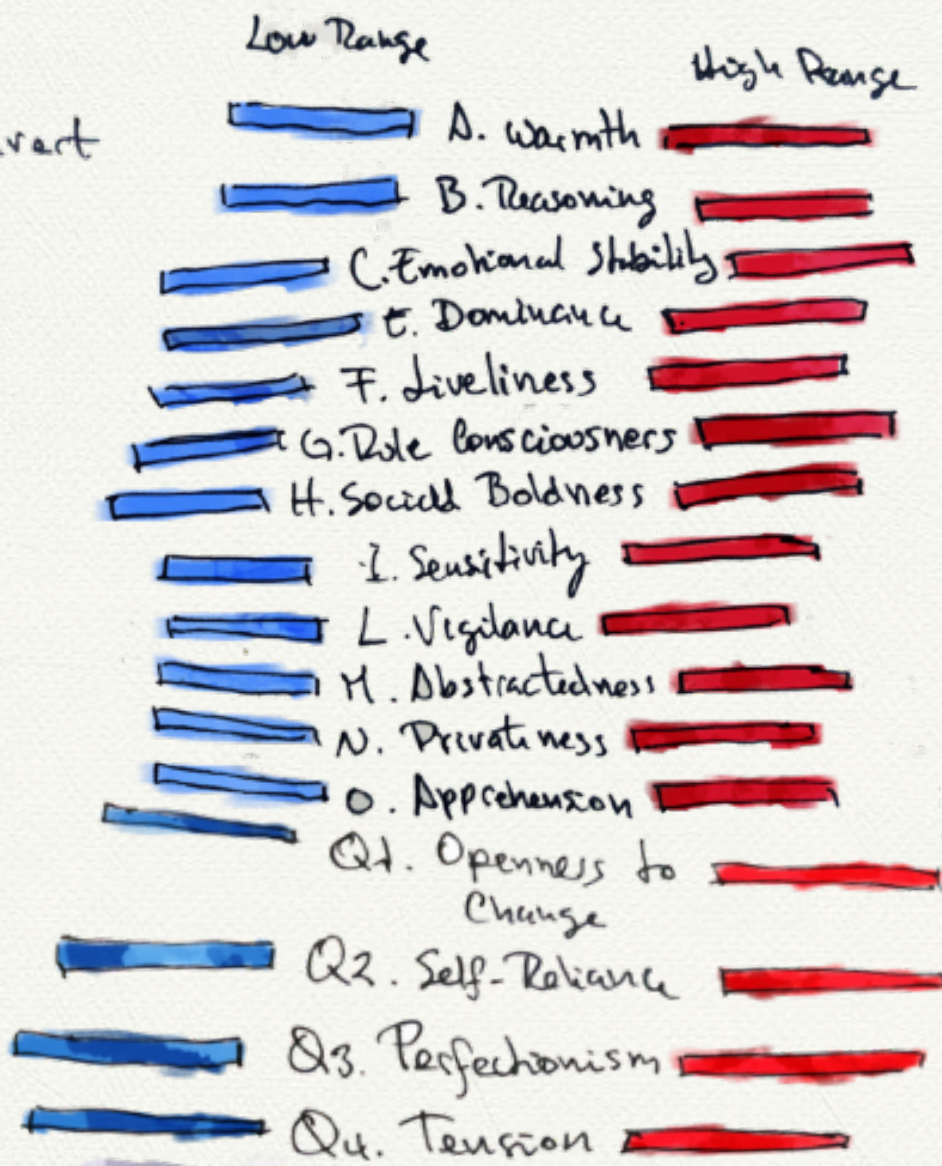 Low Range
High Range
A. Warmth
B. Reasoning
C. Emotional Stability
E. Dominance
F. Liveliness
G. Rule Consciousness
H. Social Boldness
I. Sensitivity
L. Vigilance
M. Abstractedness
N. Privateness
O. Apprehension
Q1. Openness to
Change
Q2. Self-Reliance
Q3. Perfectionism
Q4. Tension